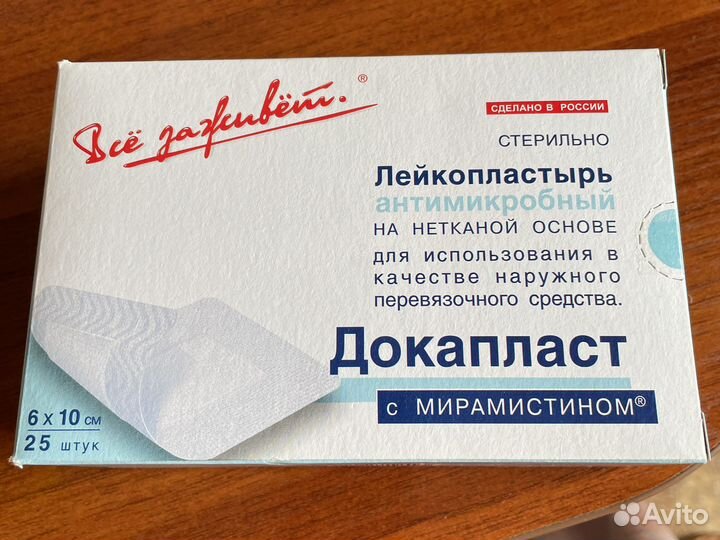 Всё заживёт.®
СДЕЛАНО В РОССИИ
СТЕРИЛЬНО
Лейкопластырь
антимикробный
НА НЕТКАНОЙ ОСНОВЕ
для использования в
качестве наружного
перевязочного средства.
Докапласт
с МИРАМИСТИНОМ®
6 х 10 см
25 штук
Avito